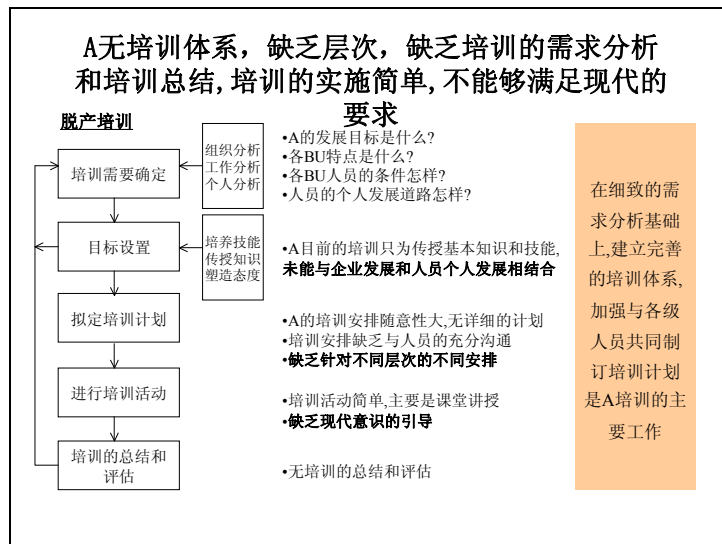 A无培训体系，缺乏层次，缺乏培训的需求分析
和培训总结,培训的实施简单,不能够满足现代的
要求
脱产培训
培训需要确定
组织分析
工作分析
个人分析
•A的发展目标是什么?
•各BU特点是什么?
•各BU人员的条件怎样?
•人员的个人发展道路怎样?
目标设置
培养技能
传授知识
塑造态度
•A目前的培训只为传授基本知识和技能,
未能与企业发展和人员个人发展相结合
拟定培训计划
•A的培训安排随意性大,无详细的计划
•培训安排缺乏与人员的充分沟通
•缺乏针对不同层次的不同安排
进行培训活动
•培训活动简单,主要是课堂讲授
•缺乏现代意识的引导
培训的总结和
评估
•无培训的总结和评估
在细致的需
求分析基础
上,建立完善
的培训体系,
加强与各级
人员共同制
订培训计划
是A培训的主
要工作